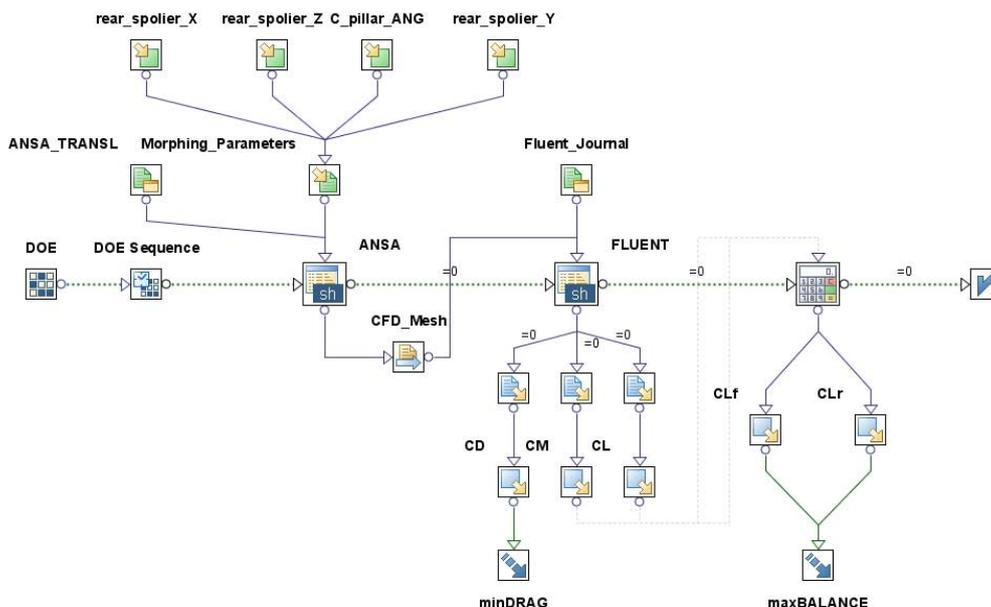 rear_spolier_X rear_spolier_Z C_pillar_ANG rear_spolier_Y
ANSA_TRANSL Morphing_Parameters Fluent_Journal
DOE DOE Sequence ANSA FLUENT
sh =0 sh =0 0. =0
CFD_Mesh
=0 =0 =0
CLf CLr
CD CM CL
minDRAG maxBALANCE